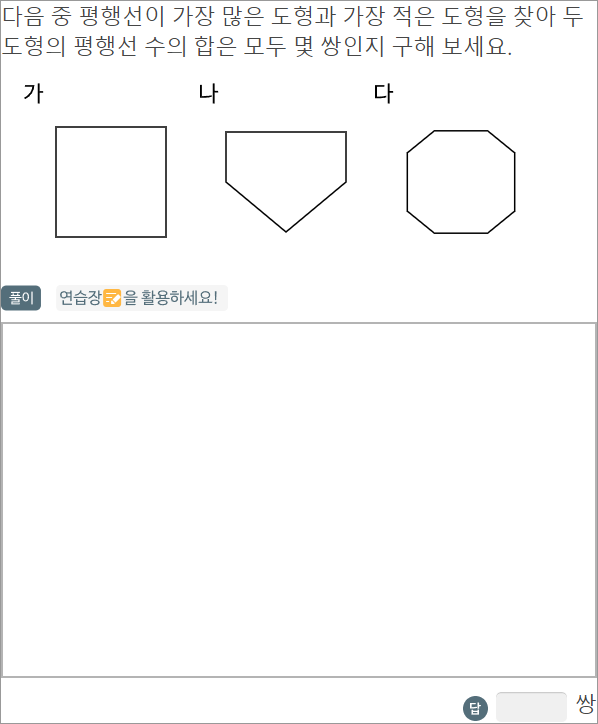 다음 중 평행선이 가장 많은 도형과 가장 적은 도형을 찾아 두
도형의 평행선 수의 합은 모두 몇 쌍인지 구해 보세요.
가 나 다
풀이 연습장을 활용하세요!
답 쌍